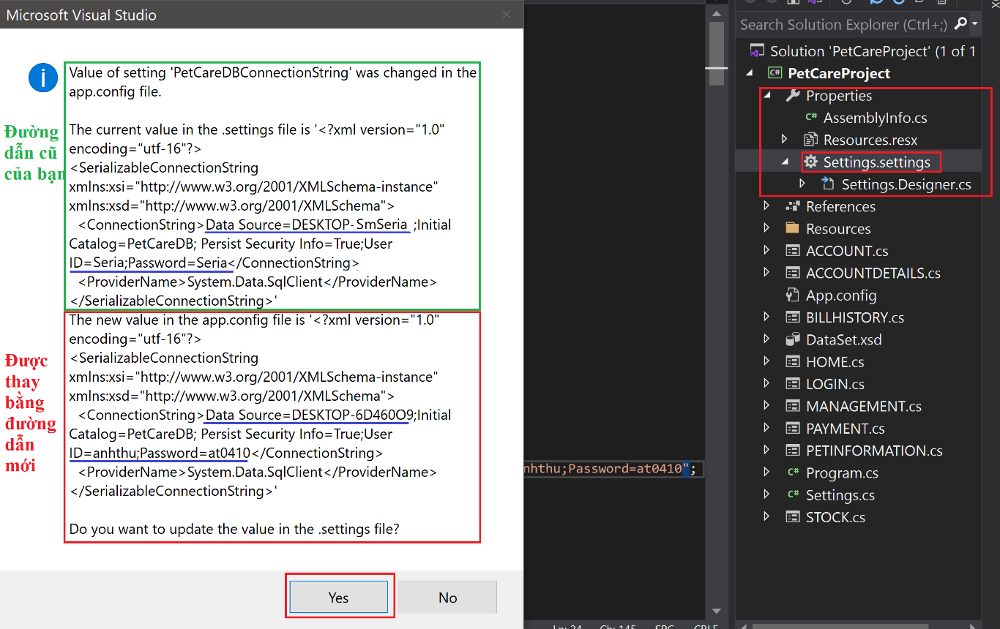 Microsoft Visual Studio
Value of setting 'PetCareDBConnectionString' was changed in the
app.config file.
The current value in the .settings file is '<?xml version="1.0"
encoding="utf-16"?>
<SerializableConnectionString
xmlns:xsi="http://www.w3.org/2001/XMLSchema-instance"
xmlns:xsd="http://www.w3.org/2001/XMLSchema">
<ConnectionString>Data Source=DESKTOP-SmSeria ;Initial
Catalog=PetCareDB; Persist Security Info=True;User
ID=Seria;Password=Seria</ConnectionString>
<ProviderName>System.Data.SqlClient</ProviderName>
</SerializableConnectionString>'
Đường
dẫn cũ
của bạn
The new value in the app.config file is '<?xml version="1.0"
encoding="utf-16"?>
<SerializableConnectionString
xmlns:xsi="http://www.w3.org/2001/XMLSchema-instance"
xmlns:xsd="http://www.w3.org/2001/XMLSchema">
<ConnectionString>Data Source=DESKTOP-6D460O9;Initial
Catalog=PetCareDB; Persist Security Info=True;User
ID=anhthu;Password=at0410</ConnectionString>
<ProviderName>System.Data.SqlClient</ProviderName>
</SerializableConnectionString>'
Do you want to update the value in the .settings file?
Được
thay
bằng
đường
dẫn
mới
Yes
No
nhthu;Password=at0410";
Ln: 24 Ch: 145 SPC CRLF
Search Solution Explorer (Ctrl+;)
Solution 'PetCareProject' (1 of 1
PetCareProject
Properties
AssemblyInfo.cs
Resources.resx
Settings.settings
Settings.Designer.cs
References
Resources
ACCOUNT.cs
ACCOUNTDETAILS.cs
App.config
BILLHISTORY.cs
DataSet.xsd
HOME.cs
LOGIN.cs
MANAGEMENT.cs
PAYMENT.cs
PETINFORMATION.cs
Program.cs
Settings.cs
STOCK.cs